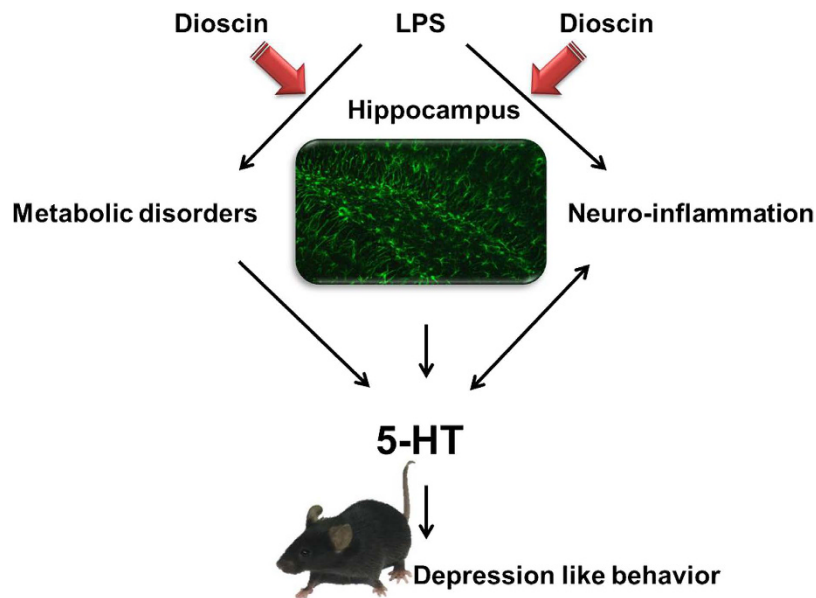 Dioscin
LPS
Dioscin
Hippocampus
Metabolic disorders
Neuro-inflammation
5-HT
Depression like behavior